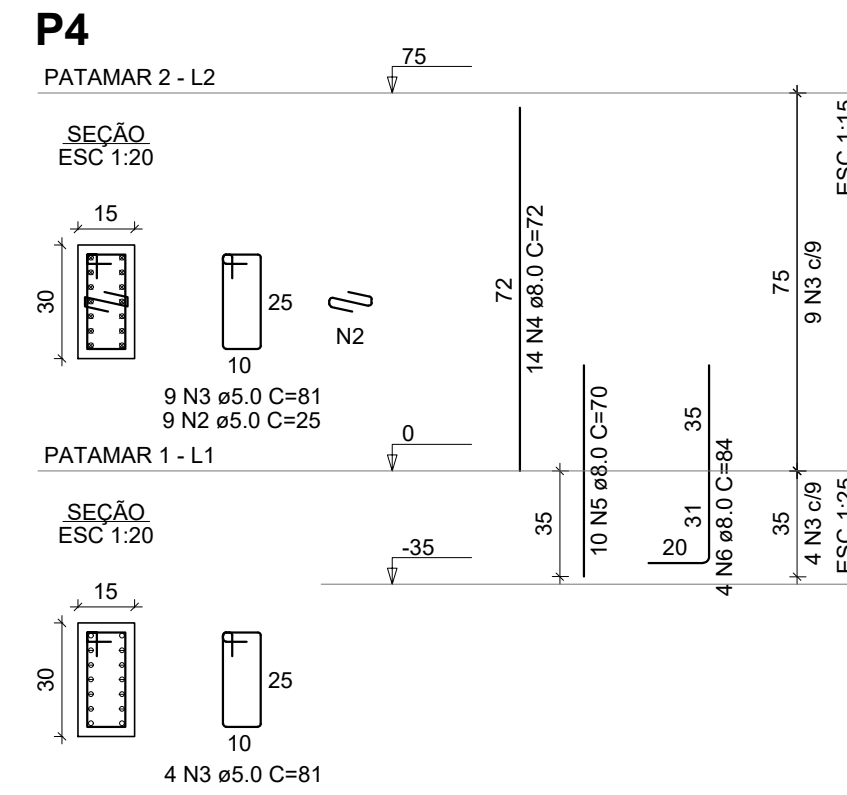 P4
PATAMAR 2 - L2
75
SEÇÃO
ESC 1:20
15
30
25
10
N2
9 N3 ø5.0 C=81
9 N2 ø5.0 C=25
72
14 N4 ø8.0 C=72
75
9 N3 c/9
ESC 1:15
PATAMAR 1 - L1
0
SEÇÃO
ESC 1:20
-35
35
10 N5 ø8.0 C=70
35
31
20
4 N6 ø8.0 C=84
35
4 N3 c/9
ESC 1:25
15
30
25
10
4 N3 ø5.0 C=81